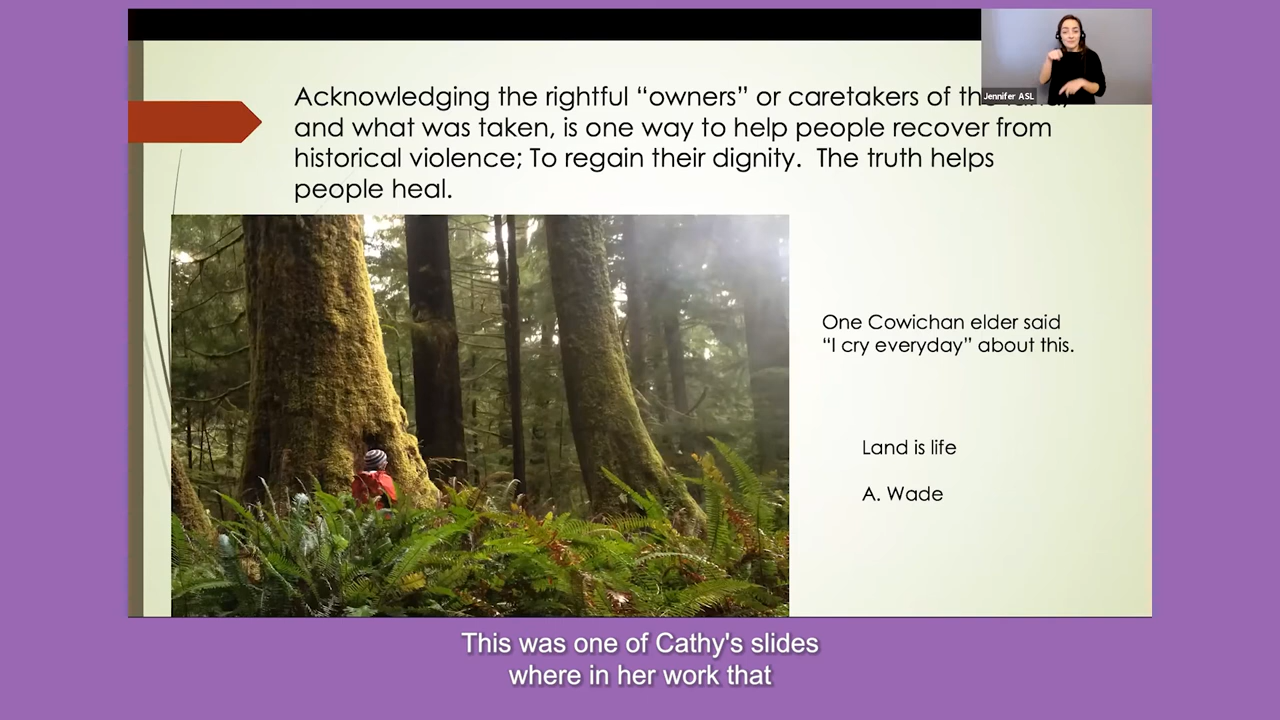 Acknowledging the rightful “owners” or caretakers of
and what was taken, is one way to help people recover from
historical violence; To regain their dignity.  The truth helps
people heal.
Jennifer ASL
One Cowichan elder said
“I cry everyday” about this.
Land is life
A. Wade
This was one of Cathy's slides
where in her work that